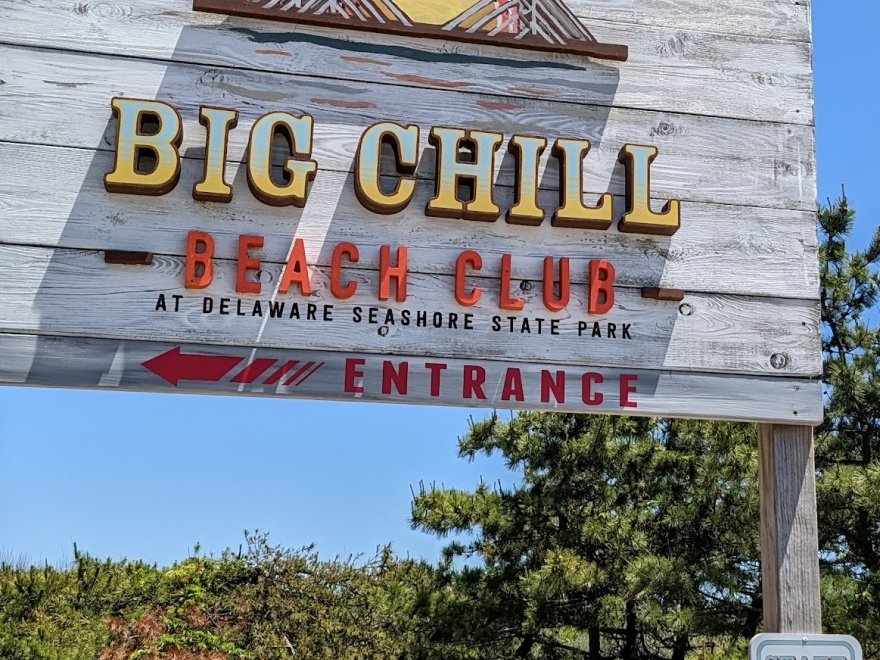 BIG CHILL
BEACH CLUB
AT DELAWARE SEASHORE STATE PARK
ENTRANCE